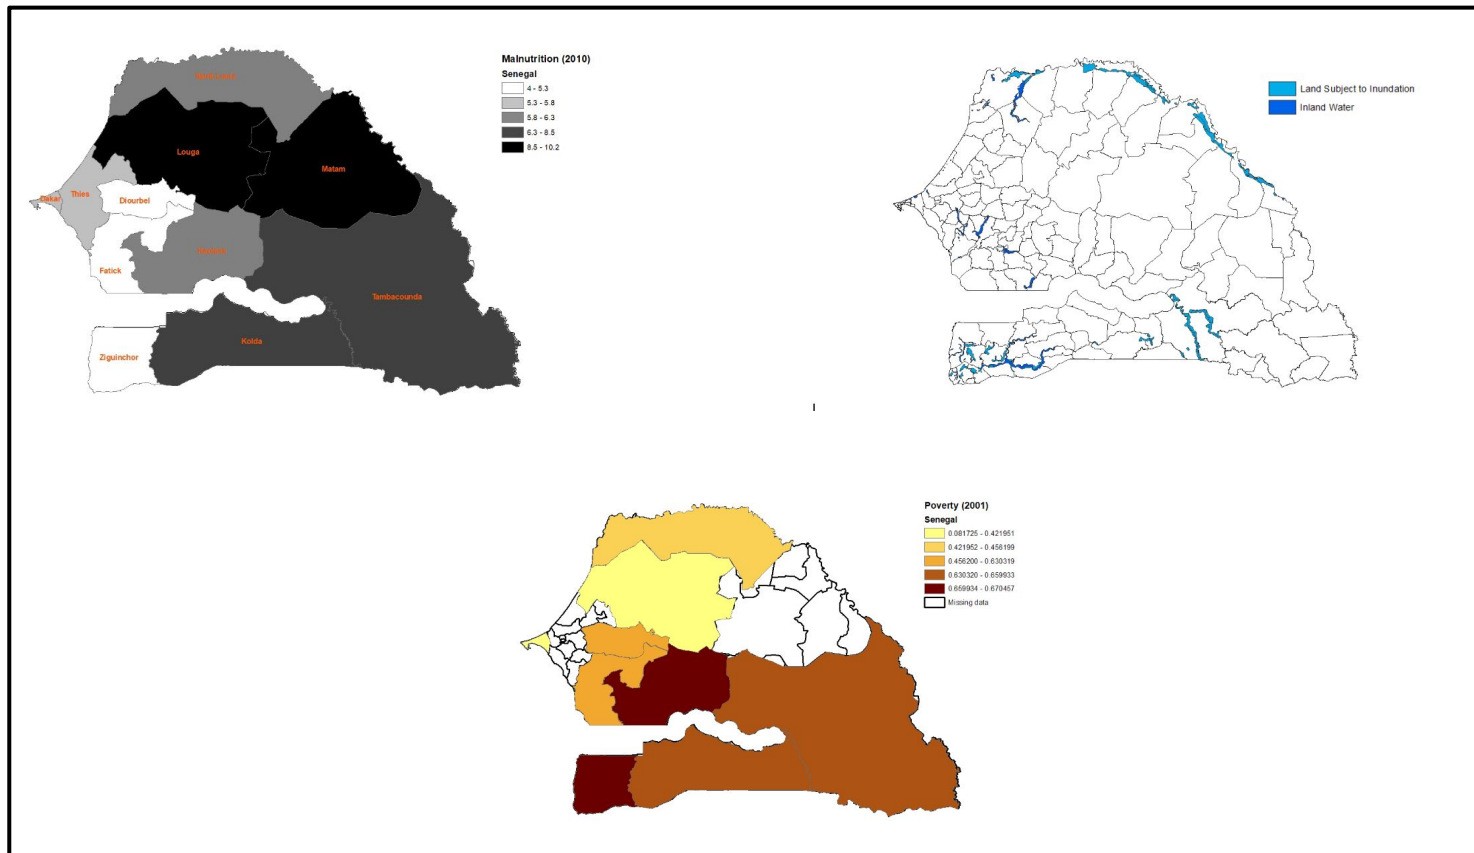 Malnutrition (2010)
Senegal
4 - 5.3
5.3 - 5.8
5.8 - 6.3
6.3 - 8.5
8.5 - 10.2
Louga
Matam
Dakar
Thies
Diourbel
Fatick
Tambacounda
Ziguinchor
Kolda
Land Subject to Inundation
Inland Water
I
Poverty (2001)
Senegal
0.081725 - 0.421951
0.421952 - 0.456199
0.456200 - 0.630319
0.630320 - 0.659933
0.659934 - 0.670457
Missing data